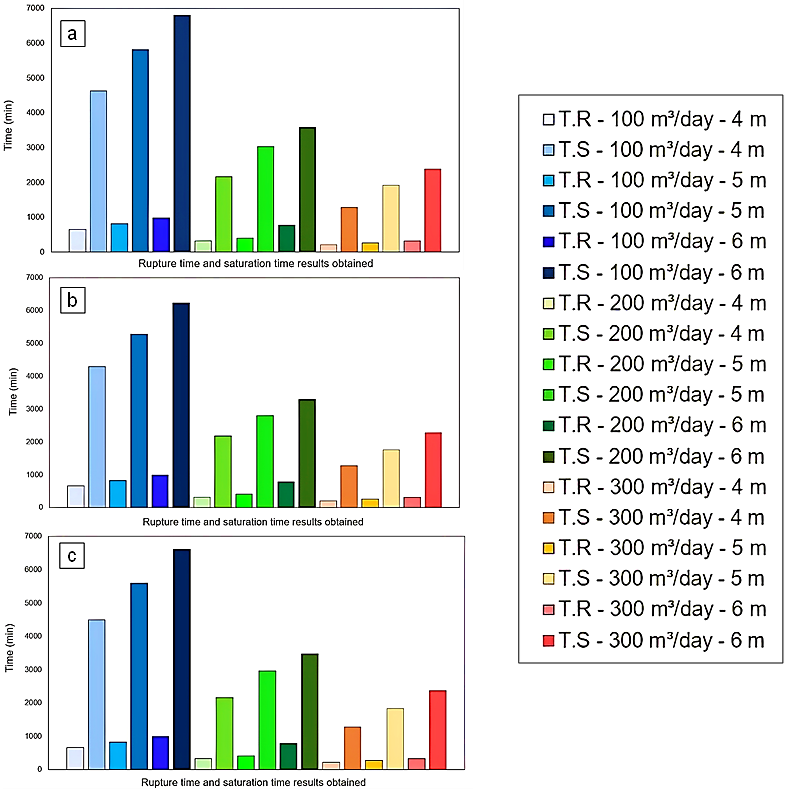 a
7000
6000
5000
4000
3000
2000
1000
0
Time (min)
Rupture time and saturation time results obtained
b
7000
6000
5000
4000
3000
2000
1000
0
Time (min)
Rupture time and saturation time results obtained
c
7000
6000
5000
4000
3000
2000
1000
0
Time (min)
Rupture time and saturation time results obtained
T.R - 100 m³/day - 4 m
T.S - 100 m³/day - 4 m
T.R - 100 m³/day - 5 m
T.S - 100 m³/day - 5 m
T.R - 100 m³/day - 6 m
T.S - 100 m³/day - 6 m
T.R - 200 m³/day - 4 m
T.S - 200 m³/day - 4 m
T.R - 200 m³/day - 5 m
T.S - 200 m³/day - 5 m
T.R - 200 m³/day - 6 m
T.S - 200 m³/day - 6 m
T.R - 300 m³/day - 4 m
T.S - 300 m³/day - 4 m
T.R - 300 m³/day - 5 m
T.S - 300 m³/day - 5 m
T.R - 300 m³/day - 6 m
T.S - 300 m³/day - 6 m